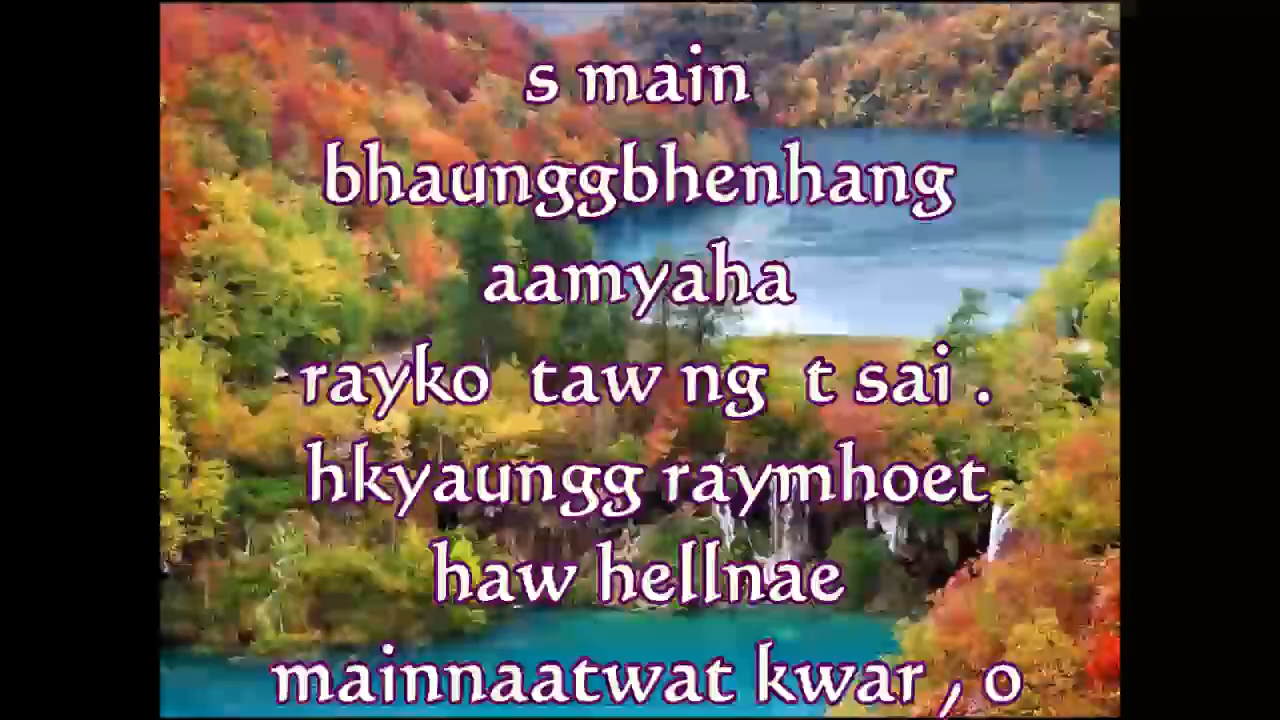 s main
bhaunggbhenhang
aamyaha
rayko taw ng t sai .
hkyaungg raymhoet
haw hellnae
mainnaatwat kwar , o